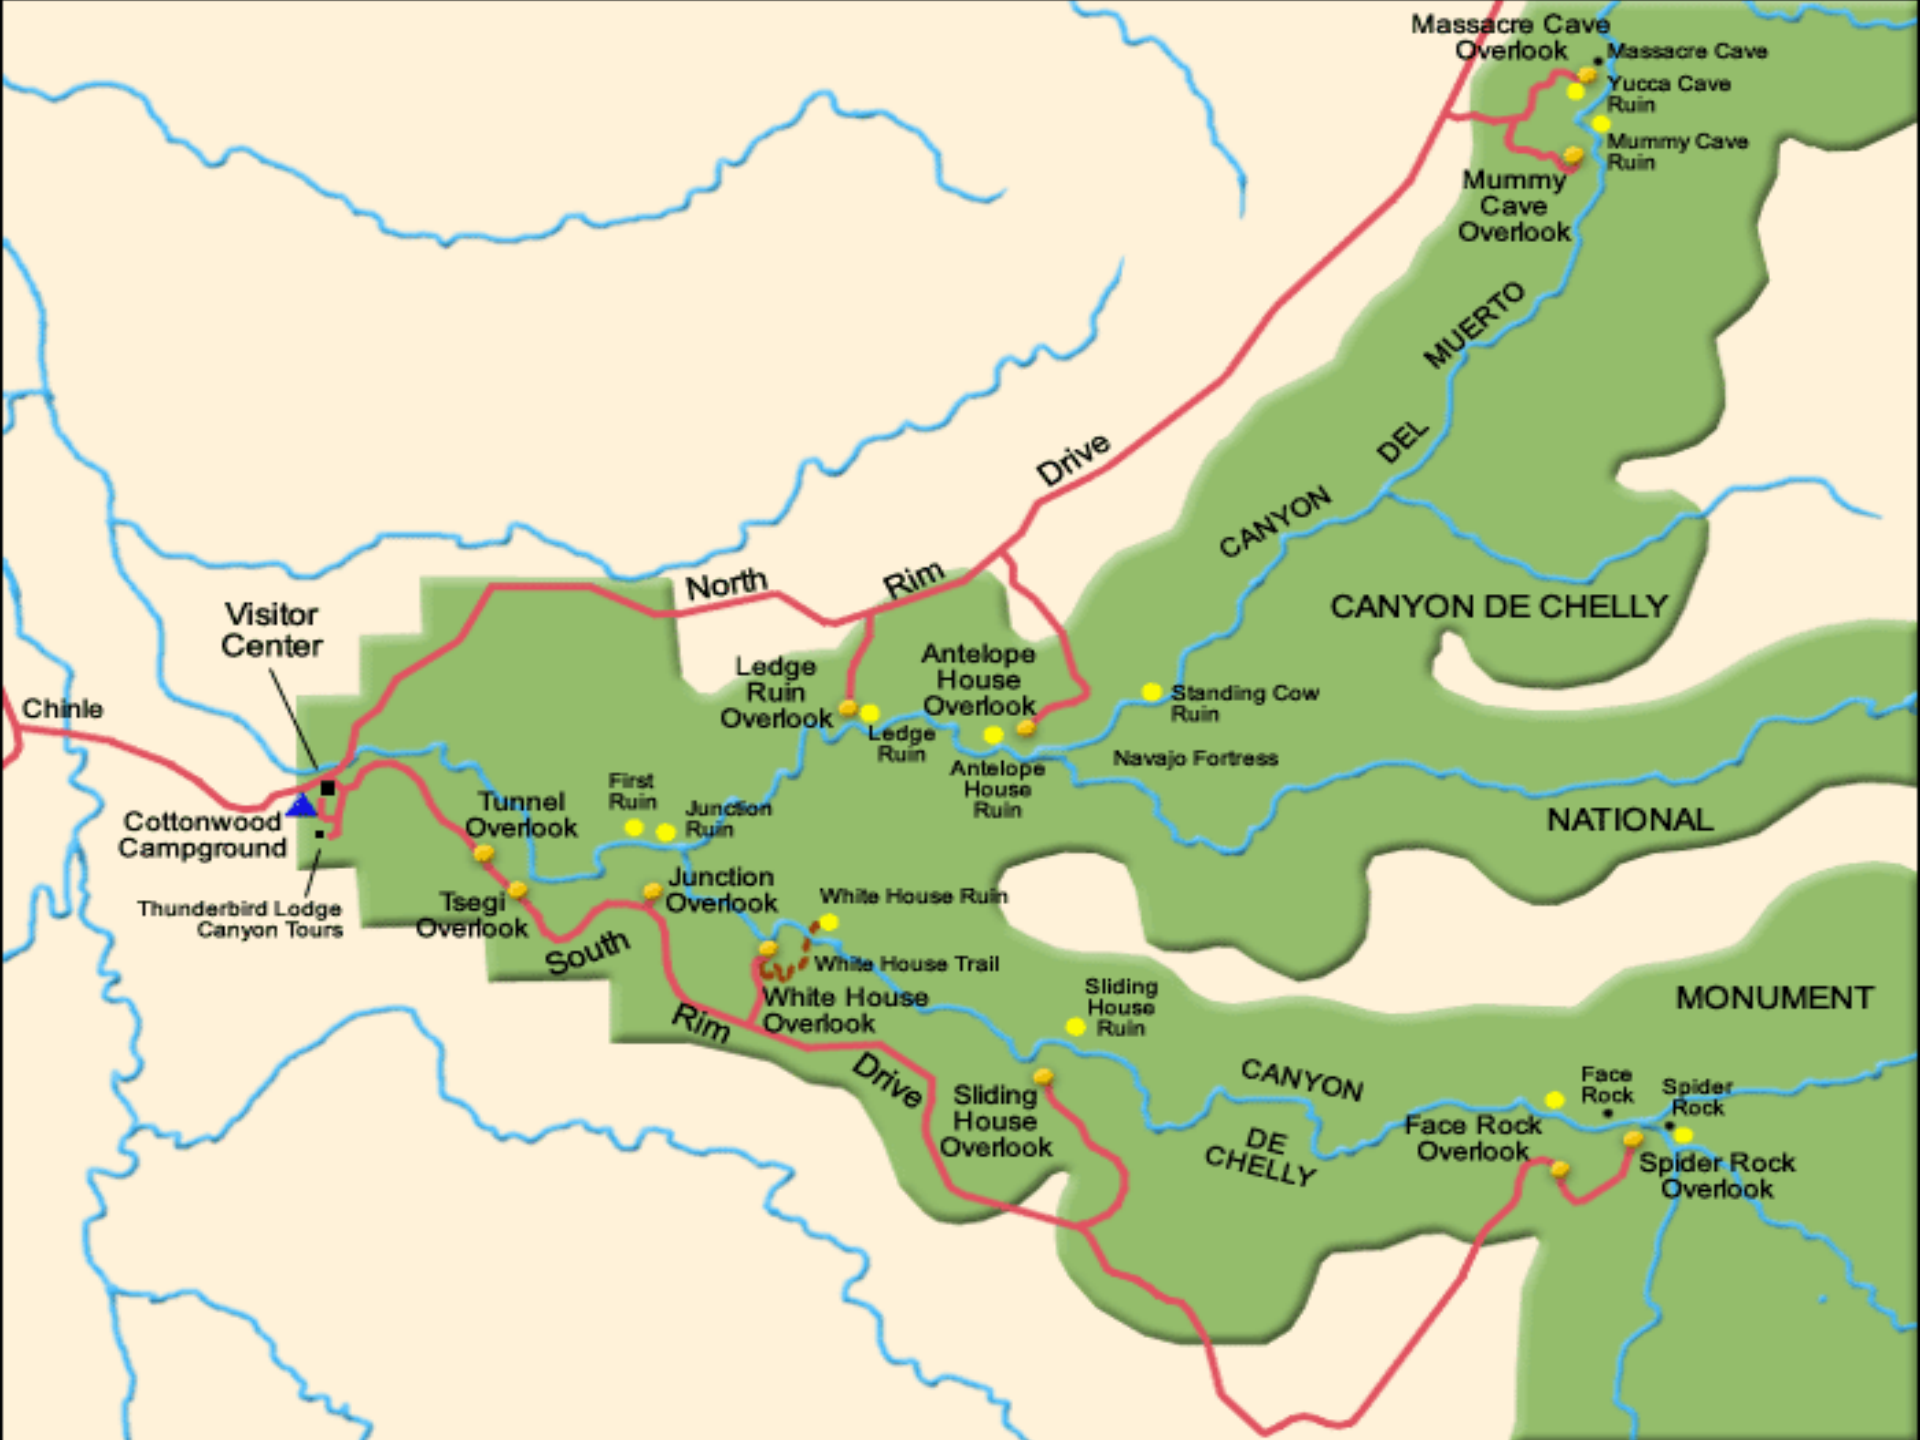 Massacre Cave
Overlook
Massacre Cave
Yucca Cave
Ruin
Mummy Cave
Ruin
Mummy
Cave
Overlook
MUERTO
DEL
CANYON
Drive
Rim
North
CANYON DE CHELLY
Visitor
Center
Chinle
Ledge
Ruin
Overlook
Antelope
House
Overlook
Standing Cow
Ruin
Ledge
Ruin
Navajo Fortress
Antelope
House
Ruin
First
Ruin
Junction
Ruin
Tunnel
Overlook
NATIONAL
Cottonwood
Campground
Thunderbird Lodge
Canyon Tours
Tsegi
Overlook
Junction
Overlook
White House Ruin
South
White House Trail
White House
Overlook
Rim
Drive
Sliding
House
Ruin
MONUMENT
Sliding
House
Overlook
CANYON
DE
CHELLY
Face
Rock
Spider
Rock
Face Rock
Overlook
Spider Rock
Overlook